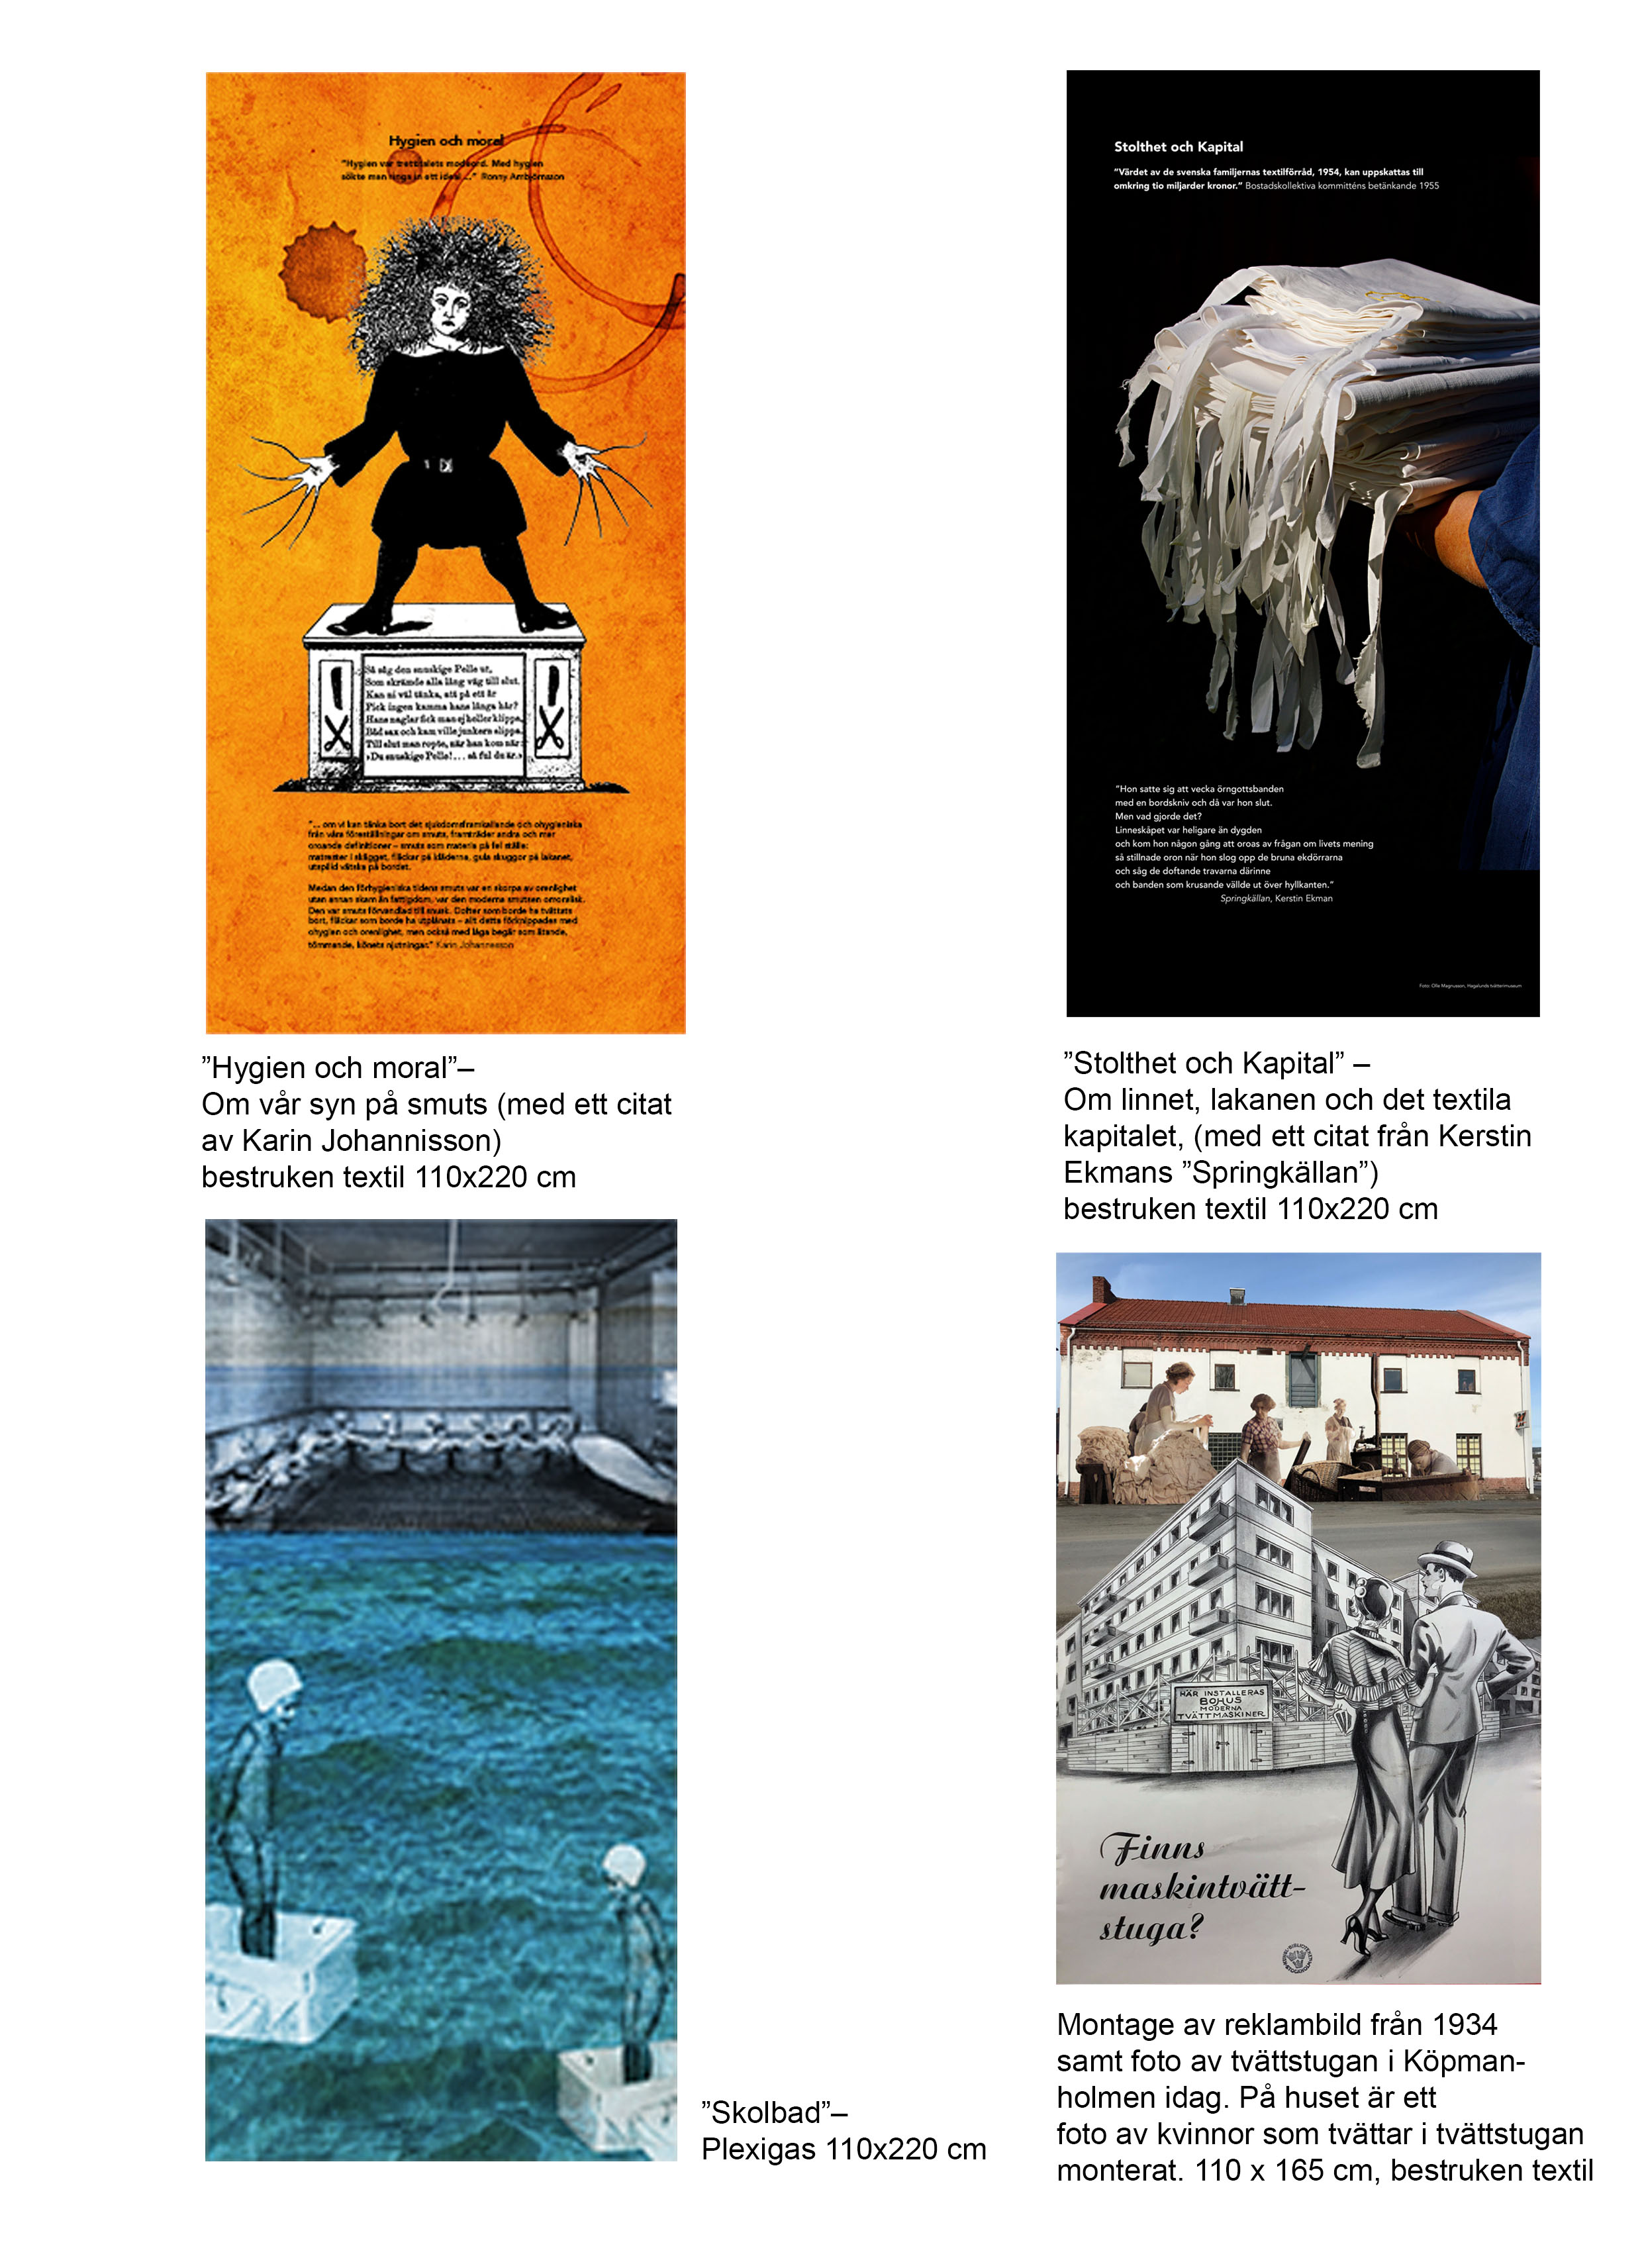 Hygien och moral
"Hygien var trettitalets modeord. Med hygien
sökte man ringa in ett ideal ..." Ronny Ambjörnsson
Så såg den snuskige Pelle ut,
Som skrämde alla lång väg till slut.
Kan ni väl tänka, att på ett år
Fick ingen kamma hans långa hår?
Hans naglar fick man ej heller klippa,
Båd sax och kam ville junkern slippa.
Till slut man ropte, när han kom när:
»Du snuskige Pelle!... så ful du är.»
"... om vi kan tänka bort det sjukdomsframkallande och ohygieniska
från våra föreställningar om smuts, framträder andra och mer
oroande definitioner – smuts som materia på fel ställe:
matrester i skägget, fläckar på kläderna, gula skuggor på lakanet,
utspilld vätska på bordet.
Medan den förhygieniska tidens smuts var en skorpa av orenlighet
utan annan skam än fattigdom, var den moderna smutsen omoralisk.
Den var smuts förvandlad till snusk. Dofter som borde ha tvättats
bort, fläckar som borde ha utplånats – allt detta förknippades med
ohygien och orenlighet, men också med låga begär som ätande,
tömmande, könets njutningar." Karin Johannesson
"Hygien och moral"–
Om vår syn på smuts (med ett citat
av Karin Johannisson)
bestruken textil 110x220 cm
Stolthet och Kapital
"Värdet av de svenska familjernas textilförråd, 1954, kan uppskattas till
omkring tio miljarder kronor." Bostadskollektiva kommitténs betänkande 1955
"Hon satte sig att vecka örngottsbanden
med en bordskniv och då var hon slut.
Men vad gjorde det?
Linneskåpet var heligare än dygden
och kom hon någon gång att oroas av frågan om livets mening
så stillnade oron när hon slog opp de bruna ekdörrarna
och såg de doftande travarna därinne
och banden som krusande vällde ut över hyllkanten."
Springkällan, Kerstin Ekman
Foto: Olle Magnusson, Hagalunds tvätterimuseum
"Stolthet och Kapital" –
Om linnet, lakanen och det textila
kapitalet, (med ett citat från Kerstin
Ekmans "Springkällan")
bestruken textil 110x220 cm
"Skolbad"–
Plexigas 110x220 cm
HÄR INSTALLERAS
BOHUS
MODERNA
TVÄTTMASKINER
Finns
maskintvätt-
stuga?
Montage av reklambild från 1934
samt foto av tvättstugan i Köpman-
holmen idag. På huset är ett
foto av kvinnor som tvättar i tvättstugan
monterat. 110 x 165 cm, bestruken textil